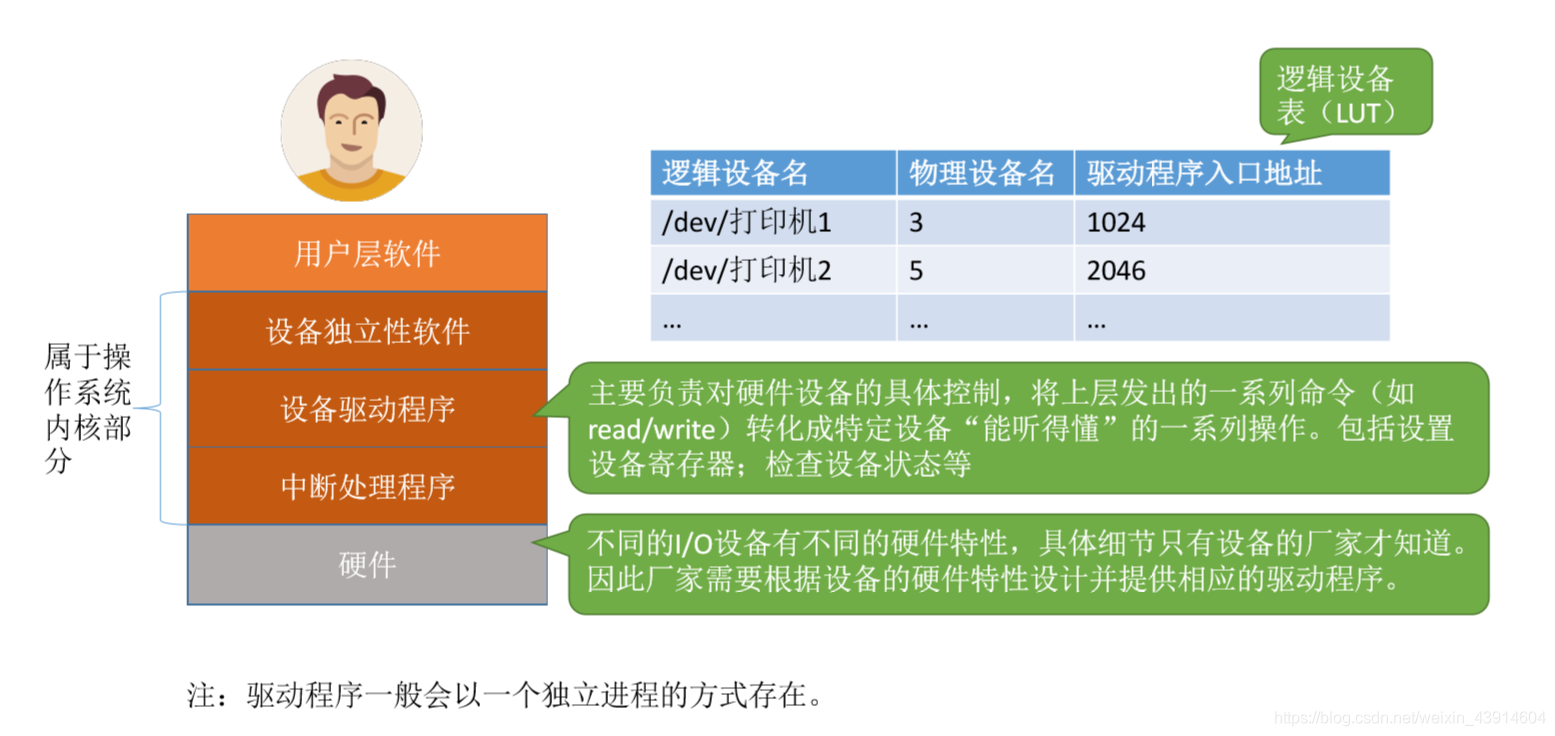 逻辑设备
表（LUT）
逻辑设备名 物理设备名 驱动程序入口地址
/dev/打印机1 3 1024
/dev/打印机2 5 2046
... ... ...
用户层软件
设备独立性软件
设备驱动程序
中断处理程序
硬件
属于操
作系统
内核部
分
主要负责对硬件设备的具体控制，将上层发出的一系列命令（如
read/write）转化成特定设备“能听得懂”的一系列操作。包括设置
设备寄存器；检查设备状态等
不同的I/O设备有不同的硬件特性，具体细节只有设备的厂家才知道。
因此厂家需要根据设备的硬件特性设计并提供相应的驱动程序。
注：驱动程序一般会以一个独立进程的方式存在。
https://blog.csdn.net/weixin_43914604